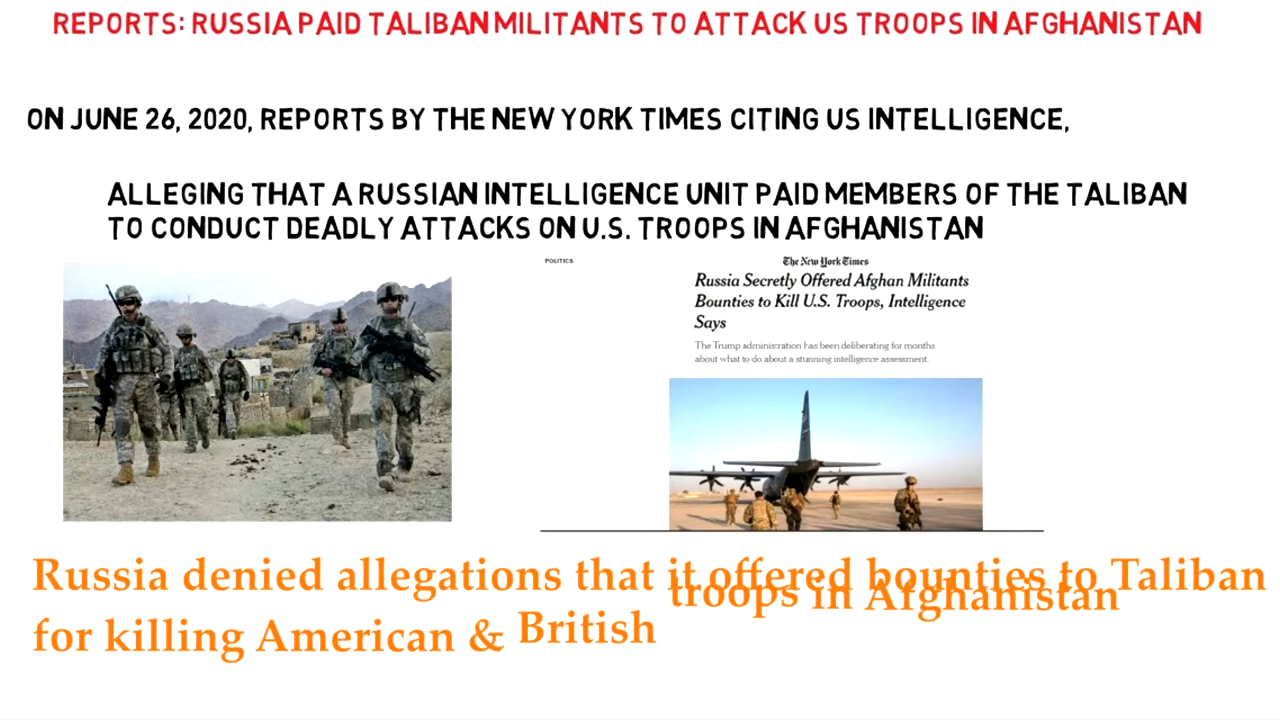 REPORTS: RUSSIA PAID TALIBAN MILITANTS TO ATTACK US TROOPS IN AFGHANISTAN
ON JUNE 26, 2020, REPORTS BY THE NEW YORK TIMES CITING US INTELLIGENCE,
ALLEGING THAT A RUSSIAN INTELLIGENCE UNIT PAID MEMBERS OF THE TALIBAN
TO CONDUCT DEADLY ATTACKS ON U.S. TROOPS IN AFGHANISTAN
POLITICS
The New York Times
Russia Secretly Offered Afghan Militants
Bounties to Kill U.S. Troops, Intelligence
Says
The Trump administration has been deliberating for months
about what to do about a stunning intelligence assessment.
Russia denied allegations that it offered bounties to Taliban
troops in Afghanistan
for killing American & British